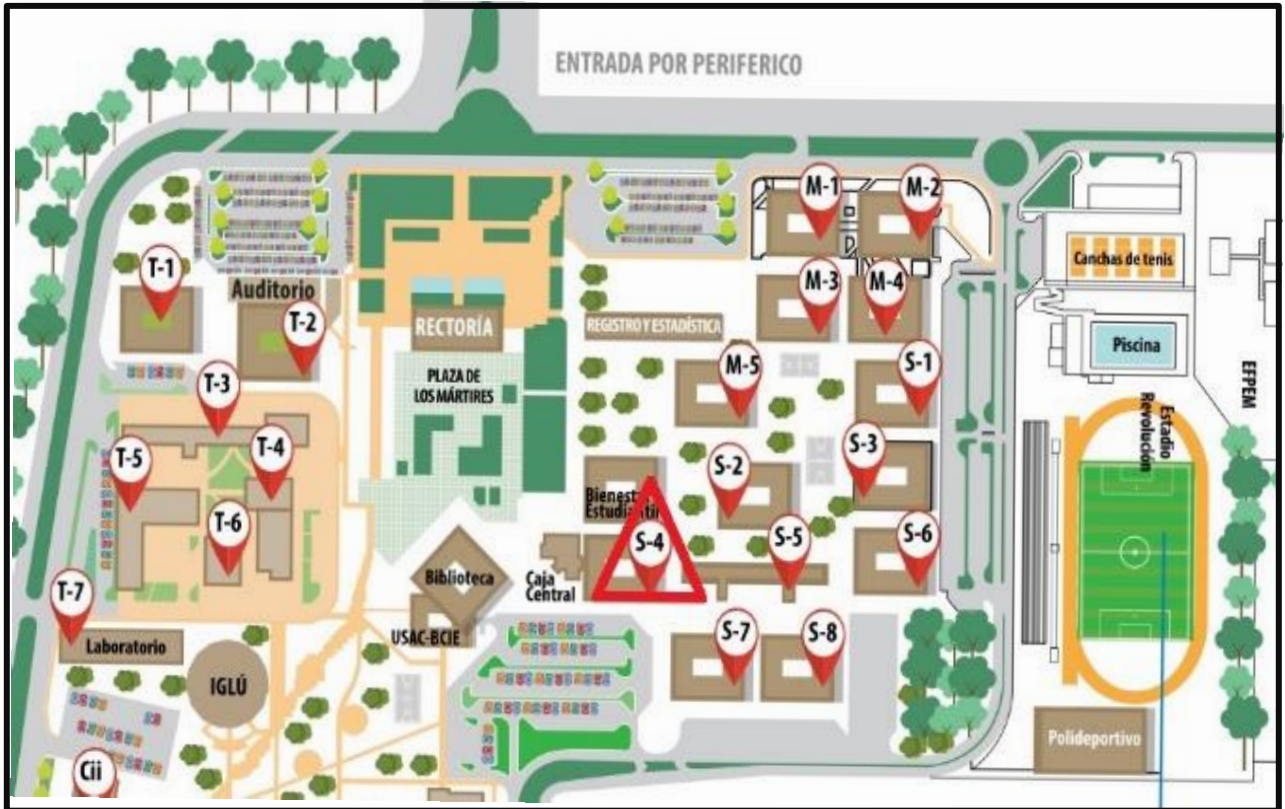 ENTRADA POR PERIFERICO
M-1
M-2
T-1
Auditorio
T-2
RECTORÍA
REGISTRO Y ESTADÍSTICA
M-3
M-4
Canchas de tenis
Piscina
EFPEM
T-3
PLAZA DE
LOS MÁRTIRES
M-5
S-1
Estadio
Revolución
T-5
T-4
T-6
S-2
S-3
Bienest
Estudiantil
S-4
S-5
S-6
Biblioteca
Caja
Central
T-7
Laboratorio
USAC-BCIE
S-7
S-8
IGLÚ
Polideportivo
Cii